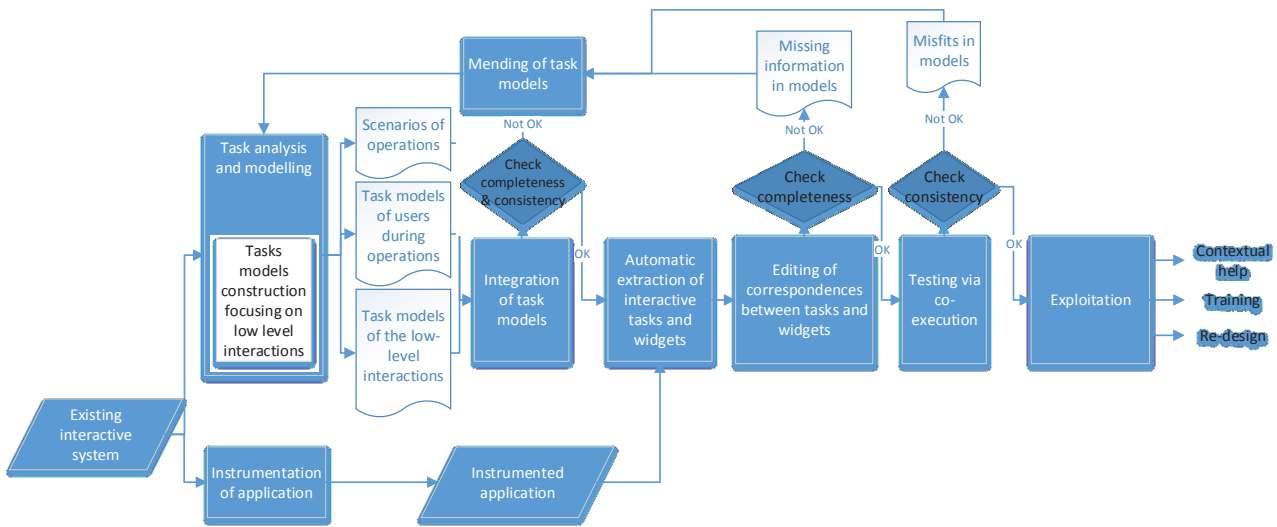 Mending of task
models
Missing
information
in models
Misfits in
models
Not OK
Not OK
Not OK
Task analysis
and modelling
Tasks
models
construction
focusing on
low level
interactions
Scenarios of
operations
Task models
of users
during
operations
Task models
of the low-
level
interactions
Check
completeness
& consistency
OK
Integration
of task
models
Automatic
extraction of
interactive
tasks and
widgets
Check
completeness
OK
Editing of
correspondences
between tasks and
widgets
Check
consistency
OK
Testing via
co-
execution
Exploitation
Contextual
help
Training
Re-design
Existing
interactive
system
Instrumentation
of application
Instrumented
application